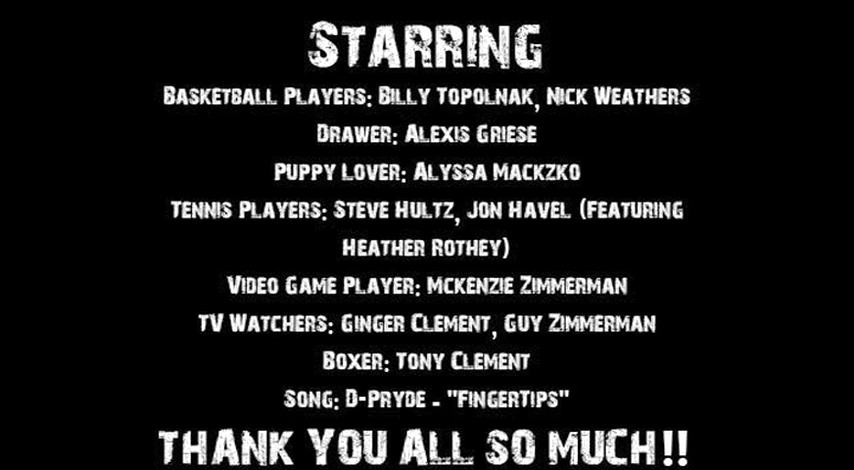 STARRING
BASKETBALL PLAYERS: BILLY TOPOLNAK, NICK WEATHERS
DRAWER: ALEXIS GRIESE
PUPPY LOVER: ALYSSA MACKZKO
TENNIS PLAYERS: STEVE HULTZ, JON HAVEL (FEATURING
HEATHER ROTHEY)
VIDEO GAME PLAYER: MCKENZIE ZIMMERMAN
TV WATCHERS: GINGER CLEMENT, GUY ZIMMERMAN
BOXER: TONY CLEMENT
SONG: D-PRYDE - "FINGERTIPS"
THANK YOU ALL SO MUCH!!